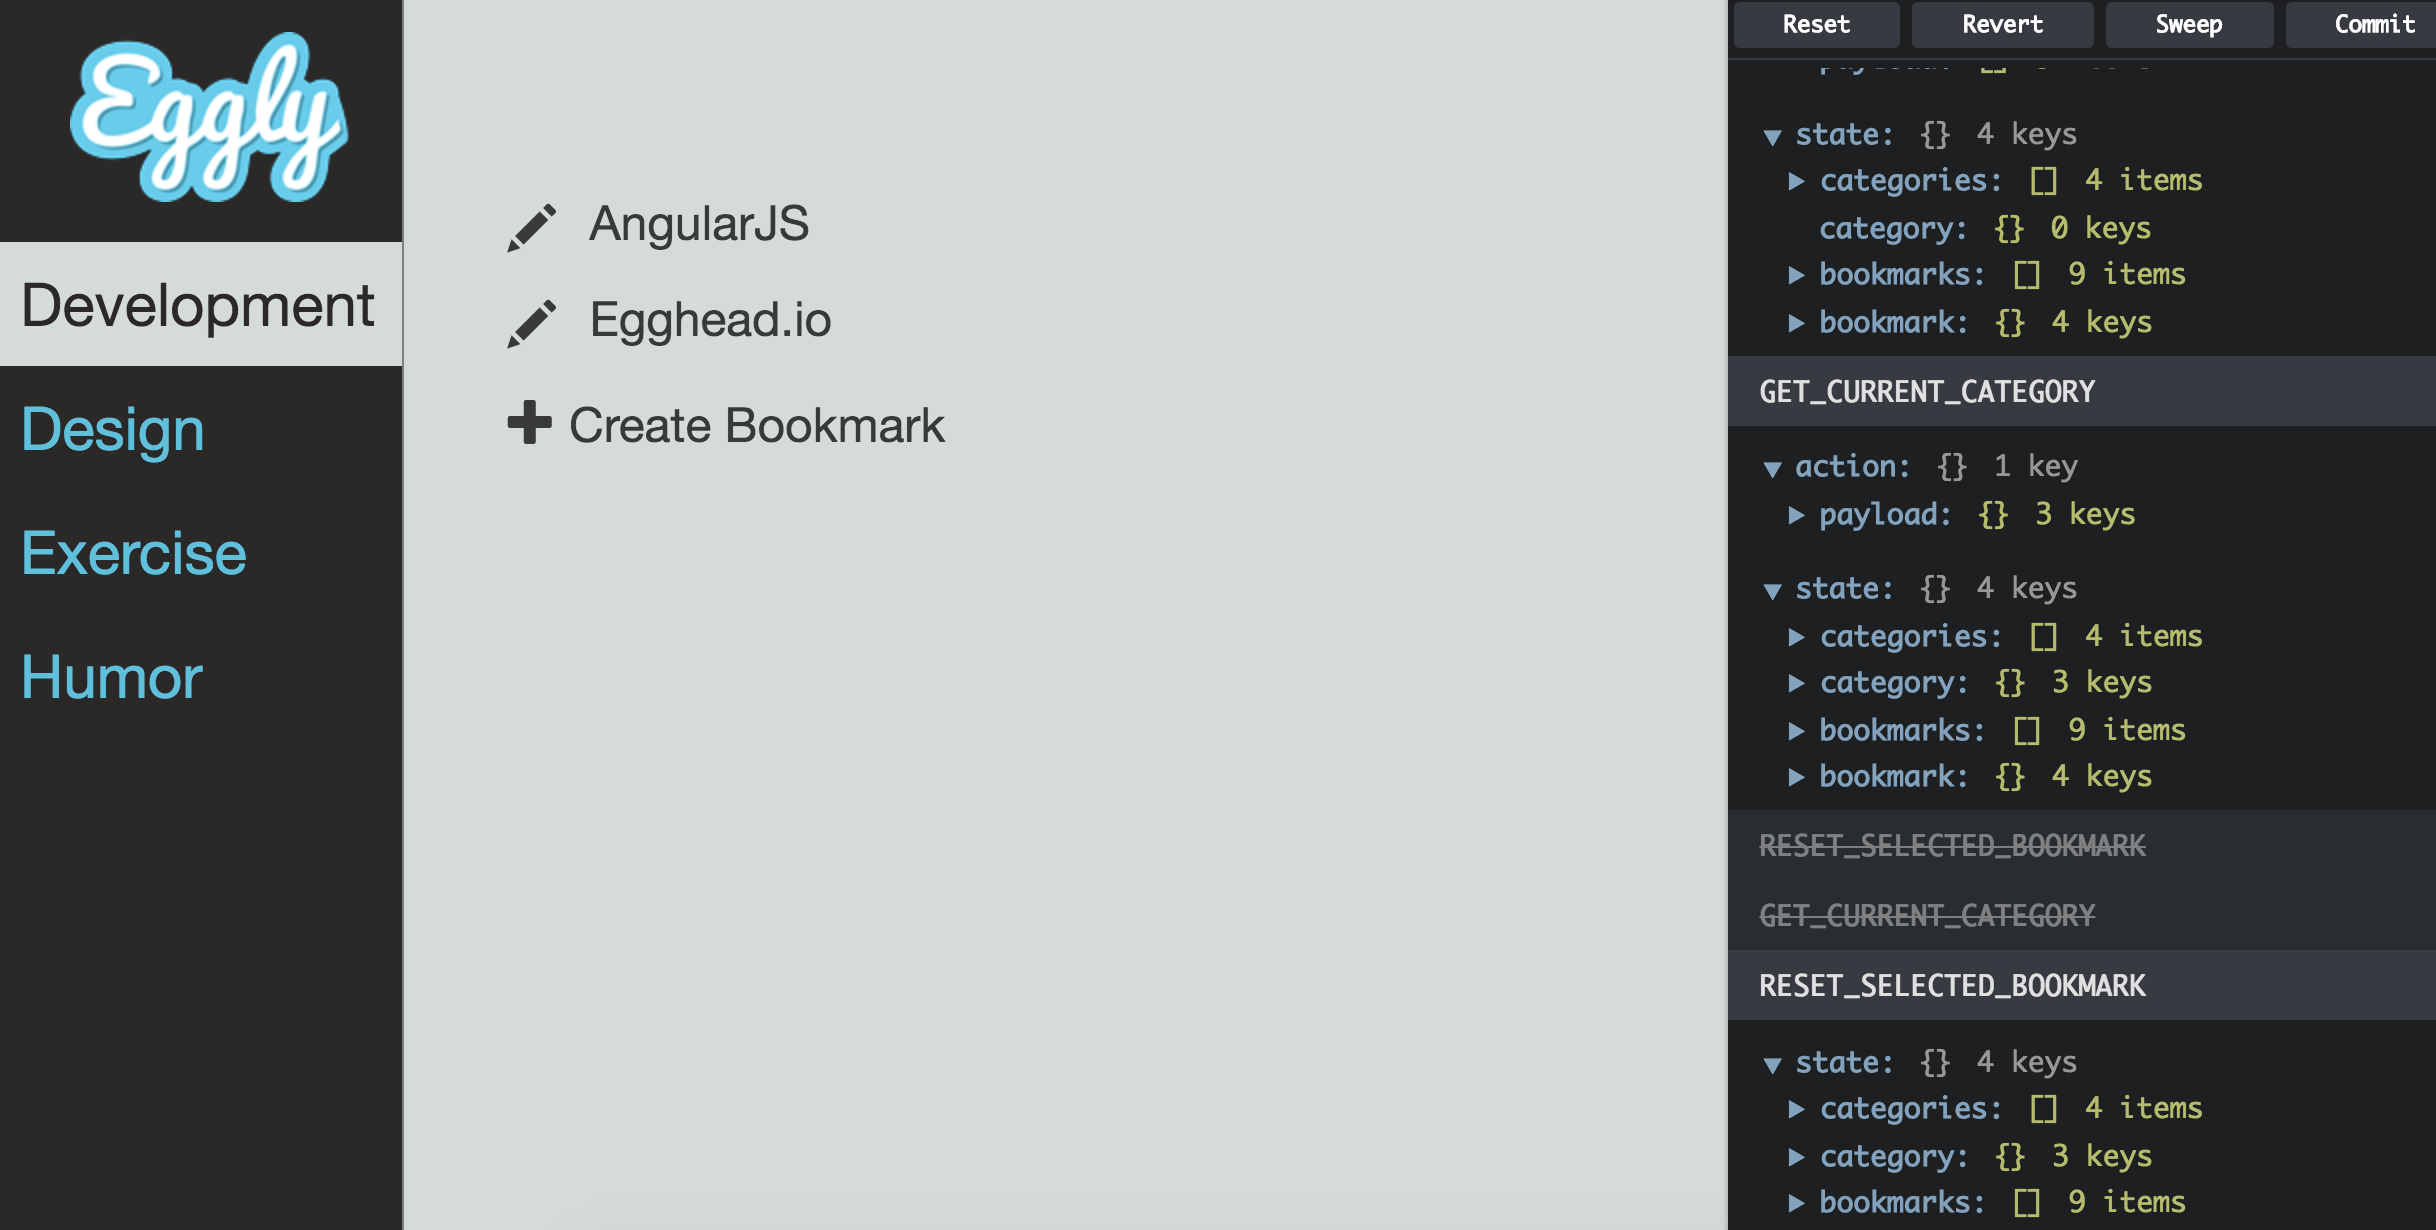 Eggly
Development
Design
Exercise
Humor
AngularJS
Egghead.io
Create Bookmark
Reset Revert Sweep Commit
▼ state: {} 4 keys
▶ categories: [] 4 items
category: {} 0 keys
▶ bookmarks: [] 9 items
▶ bookmark: {} 4 keys
GET_CURRENT_CATEGORY
▼ action: {} 1 key
▶ payload: {} 3 keys
▼ state: {} 4 keys
▶ categories: [] 4 items
▶ category: {} 3 keys
▶ bookmarks: [] 9 items
▶ bookmark: {} 4 keys
RESET_SELECTED_BOOKMARK
GET_CURRENT_CATEGORY
RESET_SELECTED_BOOKMARK
▼ state: {} 4 keys
▶ categories: [] 4 items
▶ category: {} 3 keys
▶ bookmarks: [] 9 items